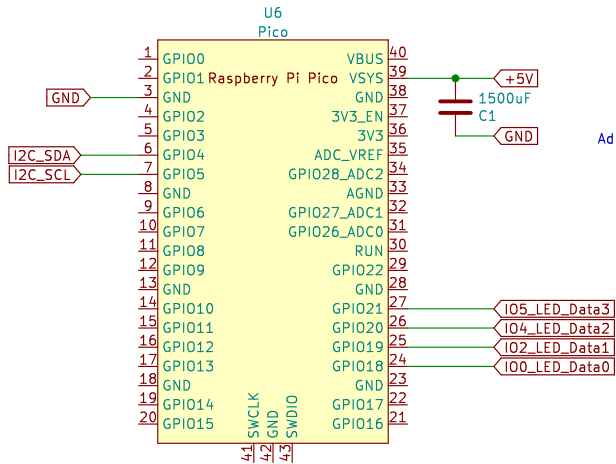 U6
Pico
Raspberry Pi Pico
1 GPIO0
2 GPIO1
GND 3 GND
4 GPIO2
5 GPIO3
I2C_SDA 6 GPIO4
I2C_SCL 7 GPIO5
8 GND
9 GPIO6
10 GPIO7
11 GPIO8
12 GPIO9
13 GND
14 GPIO10
15 GPIO11
16 GPIO12
17 GPIO13
18 GND
19 GPIO14
20 GPIO15
VBUS 40
VSYS 39 +5V
GND 38
3V3_EN 37
3V3 36
ADC_VREF 35
GPIO28_ADC2 34
AGND 33
GPIO27_ADC1 32
GPIO26_ADC0 31
RUN 30
GPIO22 29
GND 28
GPIO21 27 IO5_LED_Data3
GPIO20 26 IO4_LED_Data2
GPIO19 25 IO2_LED_Data1
GPIO18 24 IO0_LED_Data0
GND 23
GPIO17 22
GPIO16 21
1500uF
C1
GND
Ad
SWCLK 41
GND 42
SWDIO 43